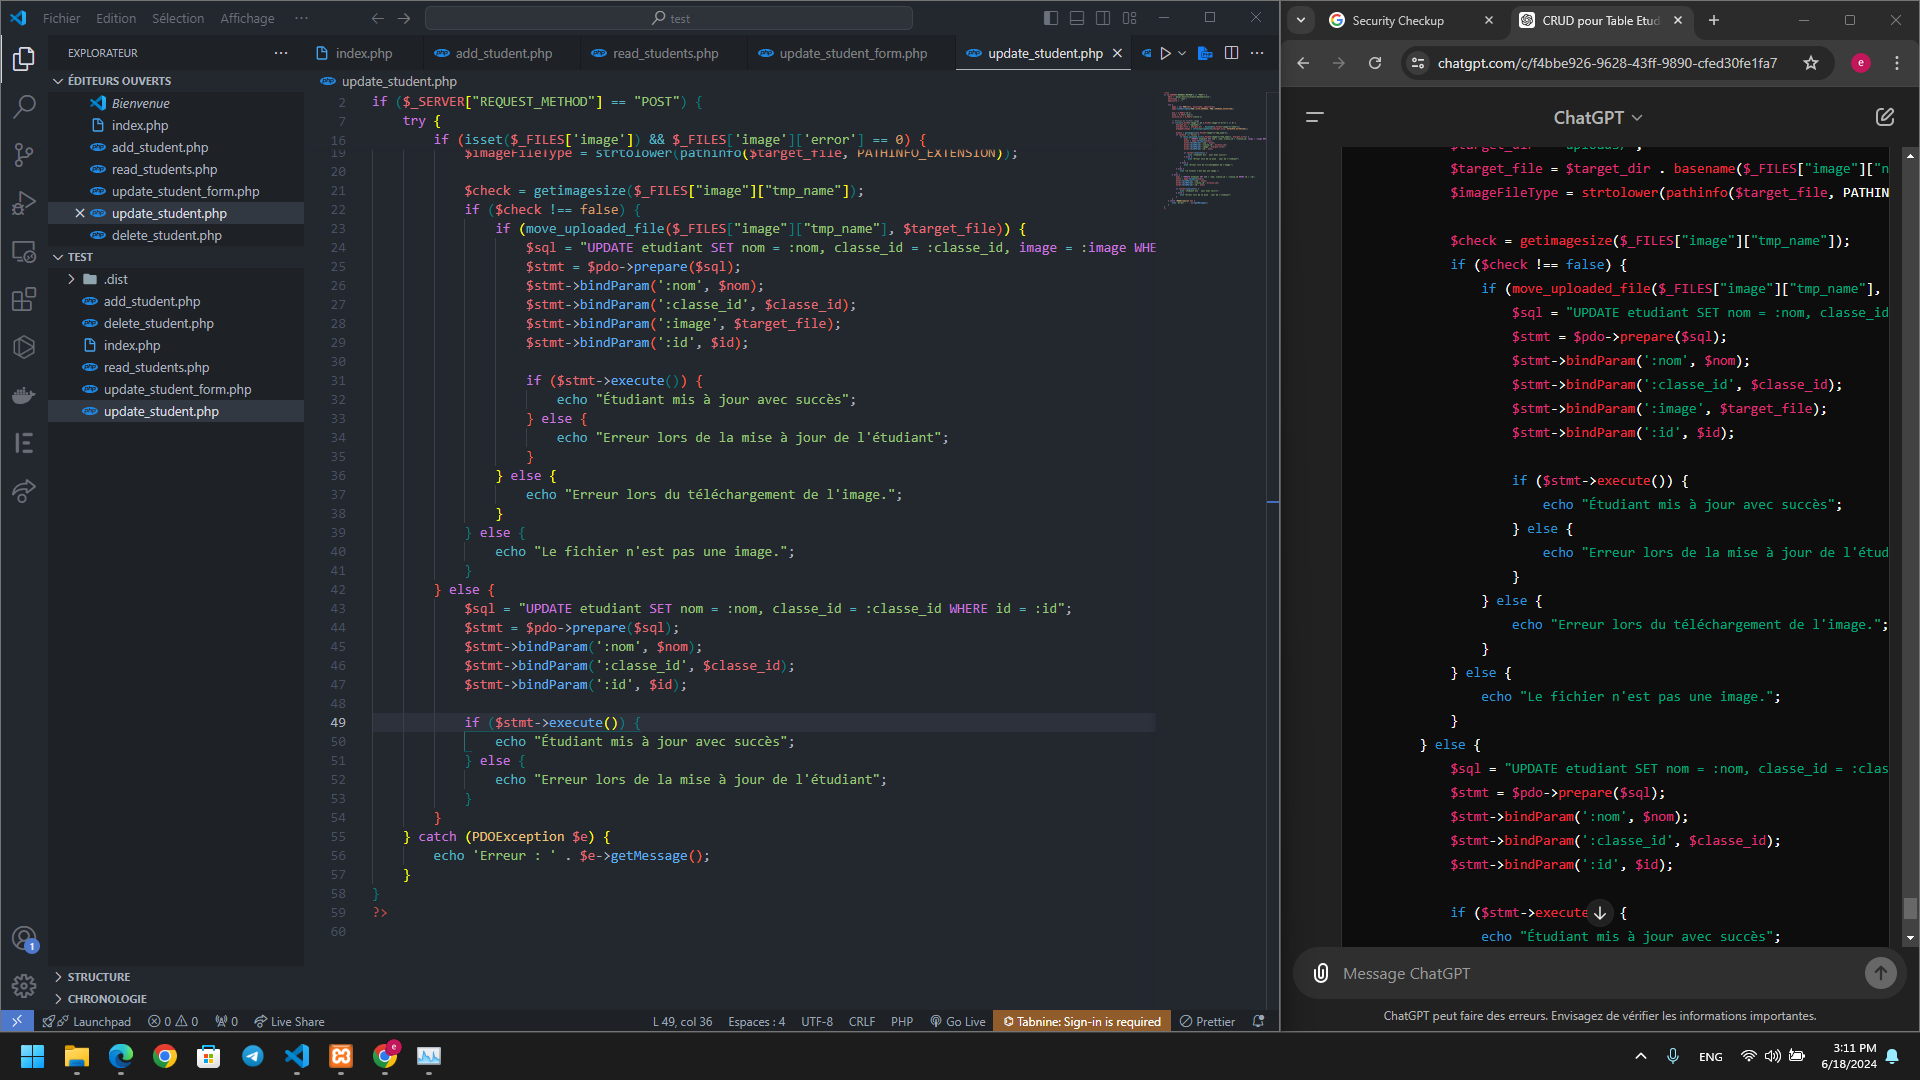 Fichier Edition Sélection Affichage ···
test
EXPLORATEUR
ÉDITEURS OUVERTS
Bienvenue
index.php
add_student.php
read_students.php
update_student_form.php
update_student.php
delete_student.php
TEST
.dist
add_student.php
delete_student.php
index.php
read_students.php
update_student_form.php
update_student.php
STRUCTURE
CHRONOLOGIE
index.php add_student.php read_students.php update_student_form.php update_student.php
update_student.php
2 if ($_SERVER["REQUEST_METHOD"] == "POST") {
7 try {
16 if (isset($_FILES['image']) && $_FILES['image']['error'] == 0) {
19 $imageFileType = strtolower(pathinfo($target_file, PATHINFO_EXTENSION));
20
21 $check = getimagesize($_FILES["image"]["tmp_name"]);
22 if ($check !== false) {
23 if (move_uploaded_file($_FILES["image"]["tmp_name"], $target_file)) {
24 $sql = "UPDATE etudiant SET nom = :nom, classe_id = :classe_id, image = :image WHE
25 $stmt = $pdo->prepare($sql);
26 $stmt->bindParam(':nom', $nom);
27 $stmt->bindParam(':classe_id', $classe_id);
28 $stmt->bindParam(':image', $target_file);
29 $stmt->bindParam(':id', $id);
30
31 if ($stmt->execute()) {
32 echo "Étudiant mis à jour avec succès";
33 } else {
34 echo "Erreur lors de la mise à jour de l'étudiant";
35 }
36 } else {
37 echo "Erreur lors du téléchargement de l'image.";
38 }
39 } else {
40 echo "Le fichier n'est pas une image.";
41 }
42 } else {
43 $sql = "UPDATE etudiant SET nom = :nom, classe_id = :classe_id WHERE id = :id";
44 $stmt = $pdo->prepare($sql);
45 $stmt->bindParam(':nom', $nom);
46 $stmt->bindParam(':classe_id', $classe_id);
47 $stmt->bindParam(':id', $id);
48
49 if ($stmt->execute()) {
50 echo "Étudiant mis à jour avec succès";
51 } else {
52 echo "Erreur lors de la mise à jour de l'étudiant";
53 }
54 }
55 } catch (PDOException $e) {
56 echo 'Erreur : ' . $e->getMessage();
57 }
58 }
59 ?>
60
1
Launchpad 0 0 0 Live Share L 49, col 36 Espaces : 4 UTF-8 CRLF PHP Go Live Tabnine: Sign-in is required Prettier
Security Checkup
CRUD pour Table Etud
chatgpt.com/c/f4bbe926-9628-43ff-9890-cfed30fe1fa7
e
ChatGPT
$target_file = $target_dir . basename($_FILES["image"]["n
$imageFileType = strtolower(pathinfo($target_file, PATHIN
$check = getimagesize($_FILES["image"]["tmp_name"]);
if ($check !== false) {
if (move_uploaded_file($_FILES["image"]["tmp_name"],
$sql = "UPDATE etudiant SET nom = :nom, classe_id
$stmt = $pdo->prepare($sql);
$stmt->bindParam(':nom', $nom);
$stmt->bindParam(':classe_id', $classe_id);
$stmt->bindParam(':image', $target_file);
$stmt->bindParam(':id', $id);
if ($stmt->execute()) {
echo "Étudiant mis à jour avec succès";
} else {
echo "Erreur lors de la mise à jour de l'étud
}
} else {
echo "Erreur lors du téléchargement de l'image.";
}
} else {
echo "Le fichier n'est pas une image.";
}
} else {
$sql = "UPDATE etudiant SET nom = :nom, classe_id = :clas
$stmt = $pdo->prepare($sql);
$stmt->bindParam(':nom', $nom);
$stmt->bindParam(':classe_id', $classe_id);
$stmt->bindParam(':id', $id);
if ($stmt->execute {
echo "Étudiant mis à jour avec succès";
Message ChatGPT
ChatGPT peut faire des erreurs. Envisagez de vérifier les informations importantes.
e
ENG
3:11 PM
6/18/2024